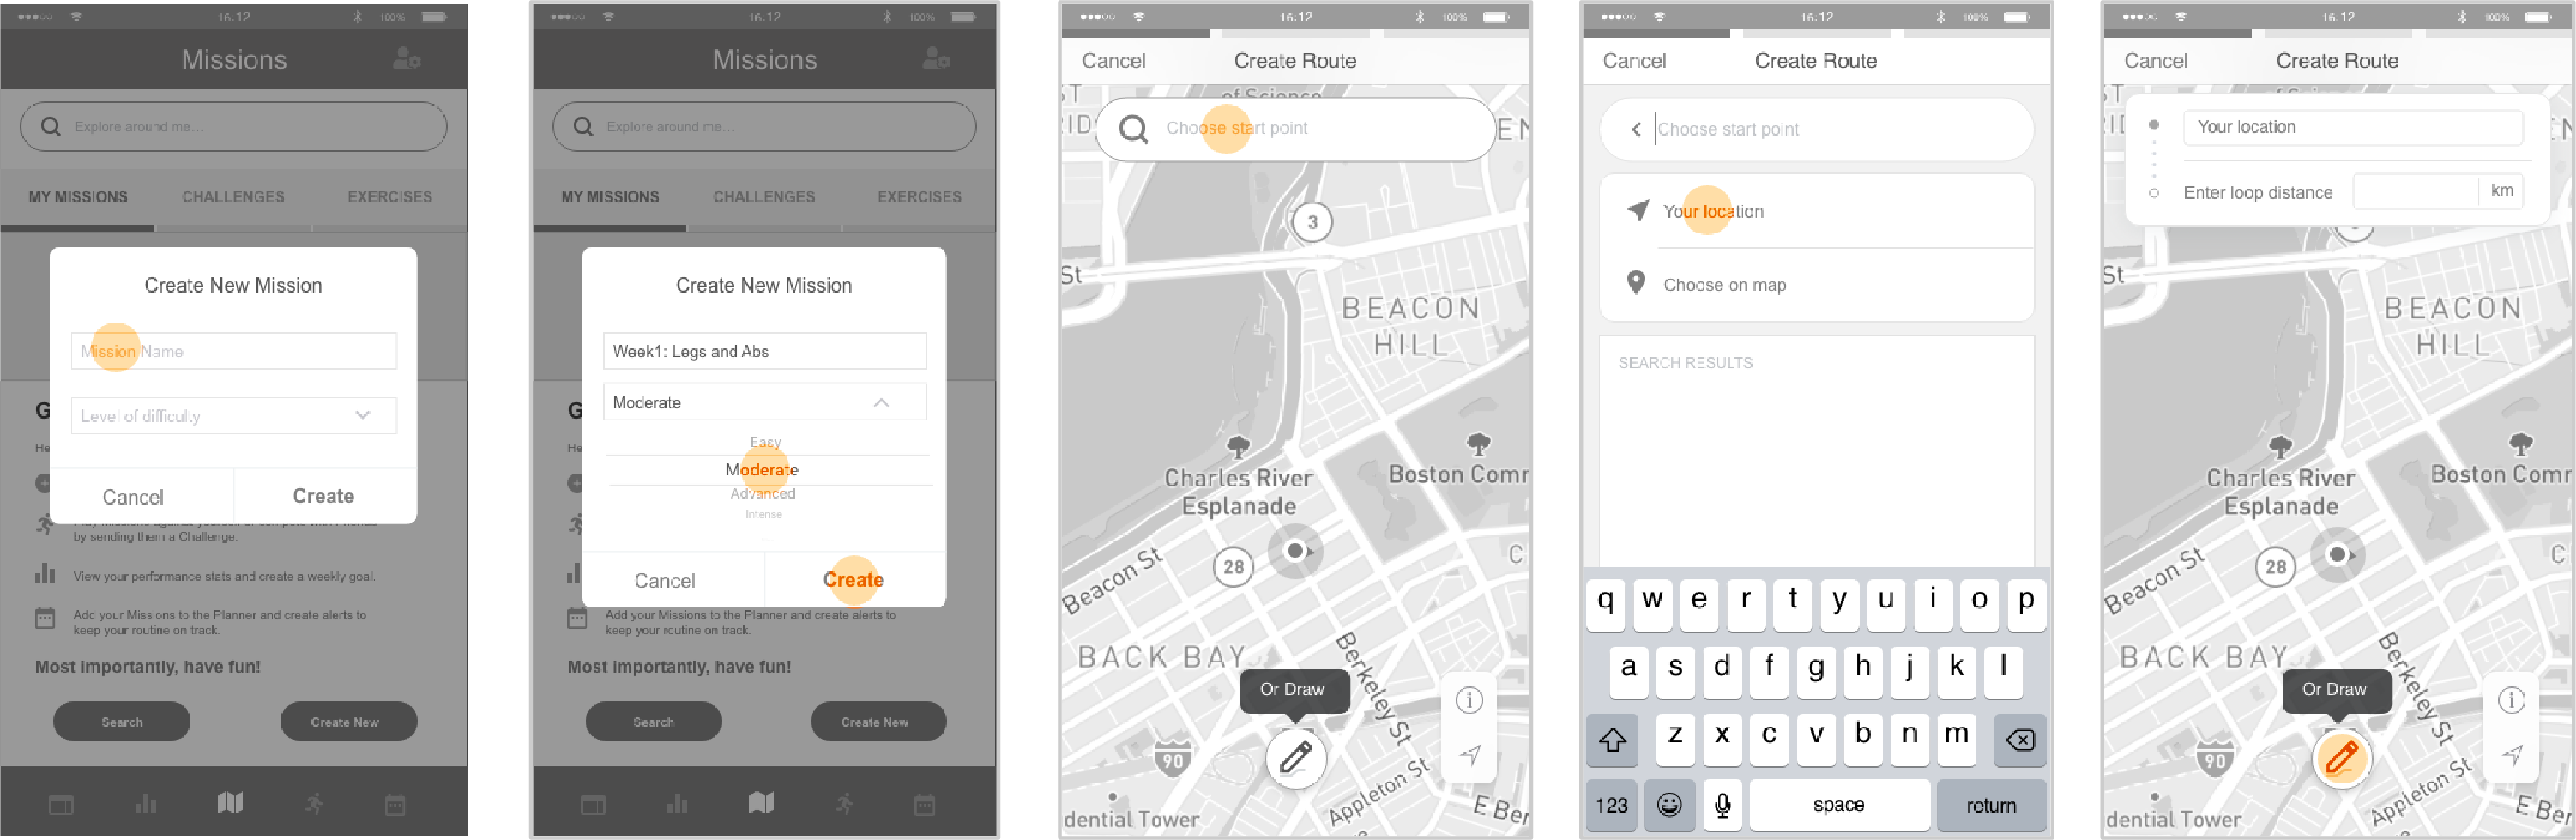 16:12
100%
Missions
Explore around me...
MY MISSIONS
CHALLENGES
EXERCISES
Create New Mission
Mission Name
Level of difficulty
G
He
Cancel
Create
by sending them a Challenge.
View your performance stats and create a weekly goal.
Add your Missions to the Planner and create alerts to
keep your routine on track.
Most importantly, have fun!
Search
Create New
16:12
100%
Missions
Explore around me...
MY MISSIONS
CHALLENGES
EXERCISES
Create New Mission
Week1: Legs and Abs
Moderate
G
He
Easy
Moderate
Advanced
Intense
Cancel
Create
Add your Missions to the Planner and create alerts to
keep your routine on track.
Most importantly, have fun!
Search
Create New
16:12
100%
Cancel
Create Route
of Science
ST
ID
Choose start point
EN
3
St
BEACON
HILL
Charles River
Esplanade
Boston Comm
28
C
Beacon St
BACK BAY
Berkeley St
Or Draw
90
Appleton St
E Ber
dential Tower
16:12
100%
Cancel
Create Route
Choose start point
Your location
Choose on map
SEARCH RESULTS
q w e r t y u i o p
a s d f g h j k l
z x c v b n m
123
space
return
16:12
100%
Cancel
Create Route
ST
Your location
Enter loop distance
km
St
BEACON
HILL
Charles River
Esplanade
Boston Comm
28
C
Beacon St
BACK BAY
Berkeley St
Or Draw
90
Appleton St
E Ber
dential Tower